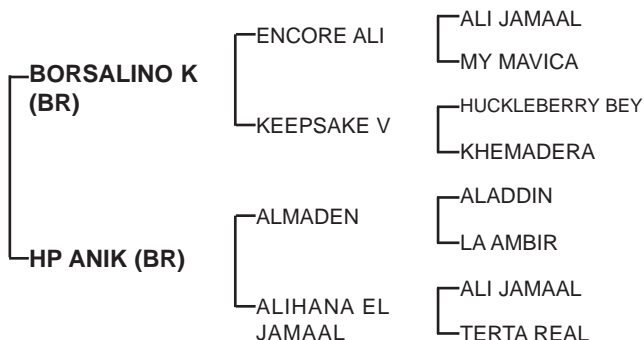 BORSALINO K
(BR)
HP ANIK (BR)
ENCORE ALI
KEEPSAKE V
ALMADEN
ALIHANA EL
JAMAAL
ALI JAMAAL
MY MAVICA
HUCKLEBERRY BEY
KHEMADERA
ALADDIN
LA AMBIR
ALI JAMAAL
TERTA REAL